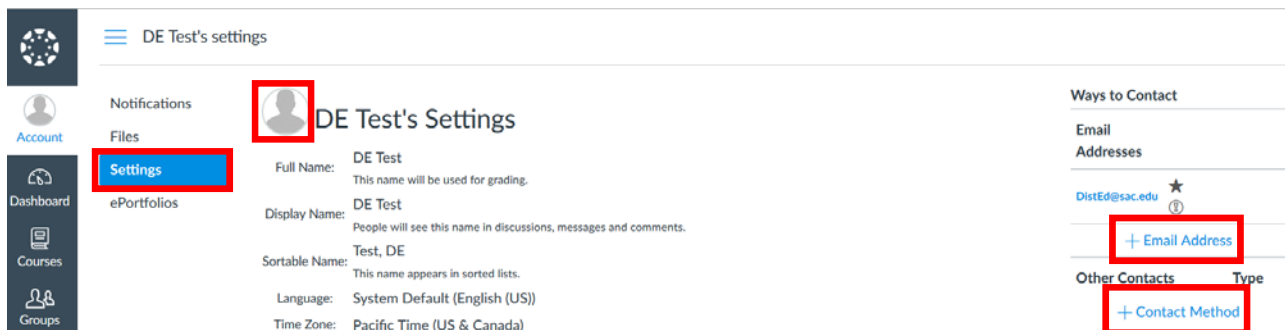 DE Test's settings
Account
Dashboard
Courses
Groups
Notifications
Files
Settings
ePortfolios
DE Test's Settings
Full Name: DE Test
This name will be used for grading.
Display Name: DE Test
People will see this name in discussions, messages and comments.
Sortable Name: Test, DE
This name appears in sorted lists.
Language: System Default (English (US))
Time Zone: Pacific Time (US & Canada)
Ways to Contact
Email
Addresses
DistEd@sac.edu
+ Email Address
Other Contacts Type
+ Contact Method